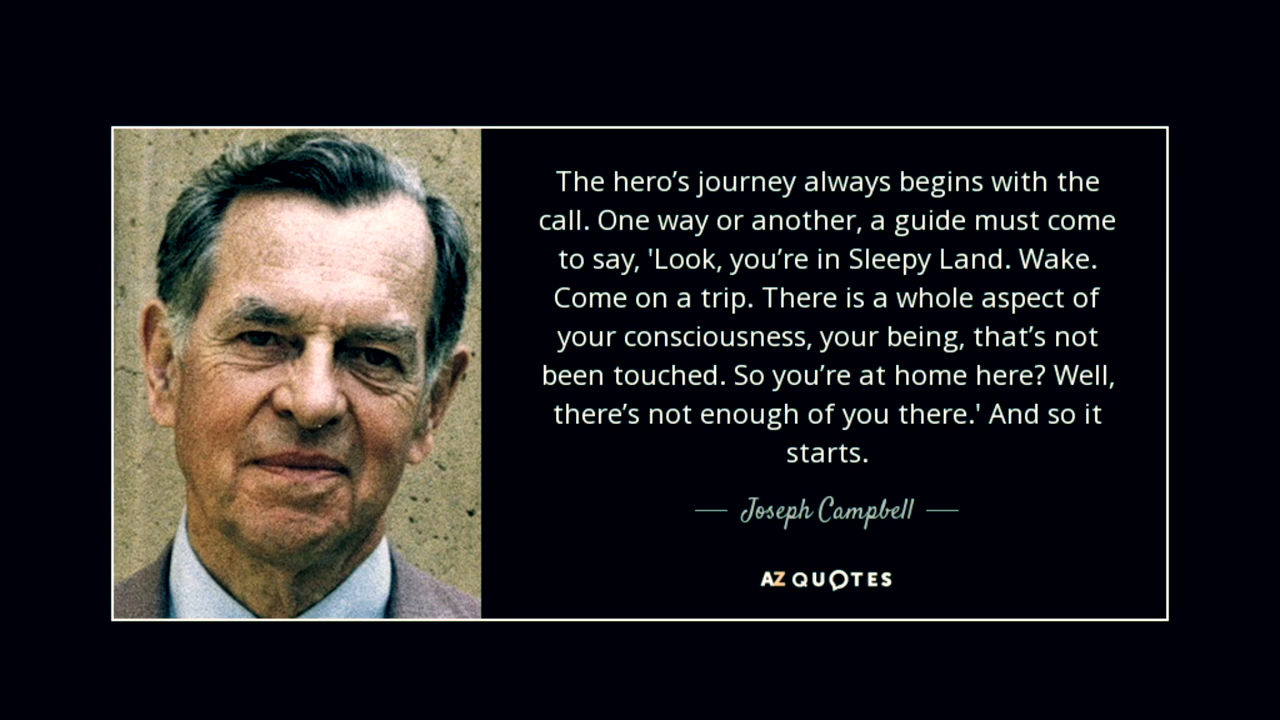 The hero’s journey always begins with the
call. One way or another, a guide must come
to say, 'Look, you’re in Sleepy Land. Wake.
Come on a trip. There is a whole aspect of
your consciousness, your being, that’s not
been touched. So you’re at home here? Well,
there’s not enough of you there.' And so it
starts.
Joseph Campbell
AZ QUOTES